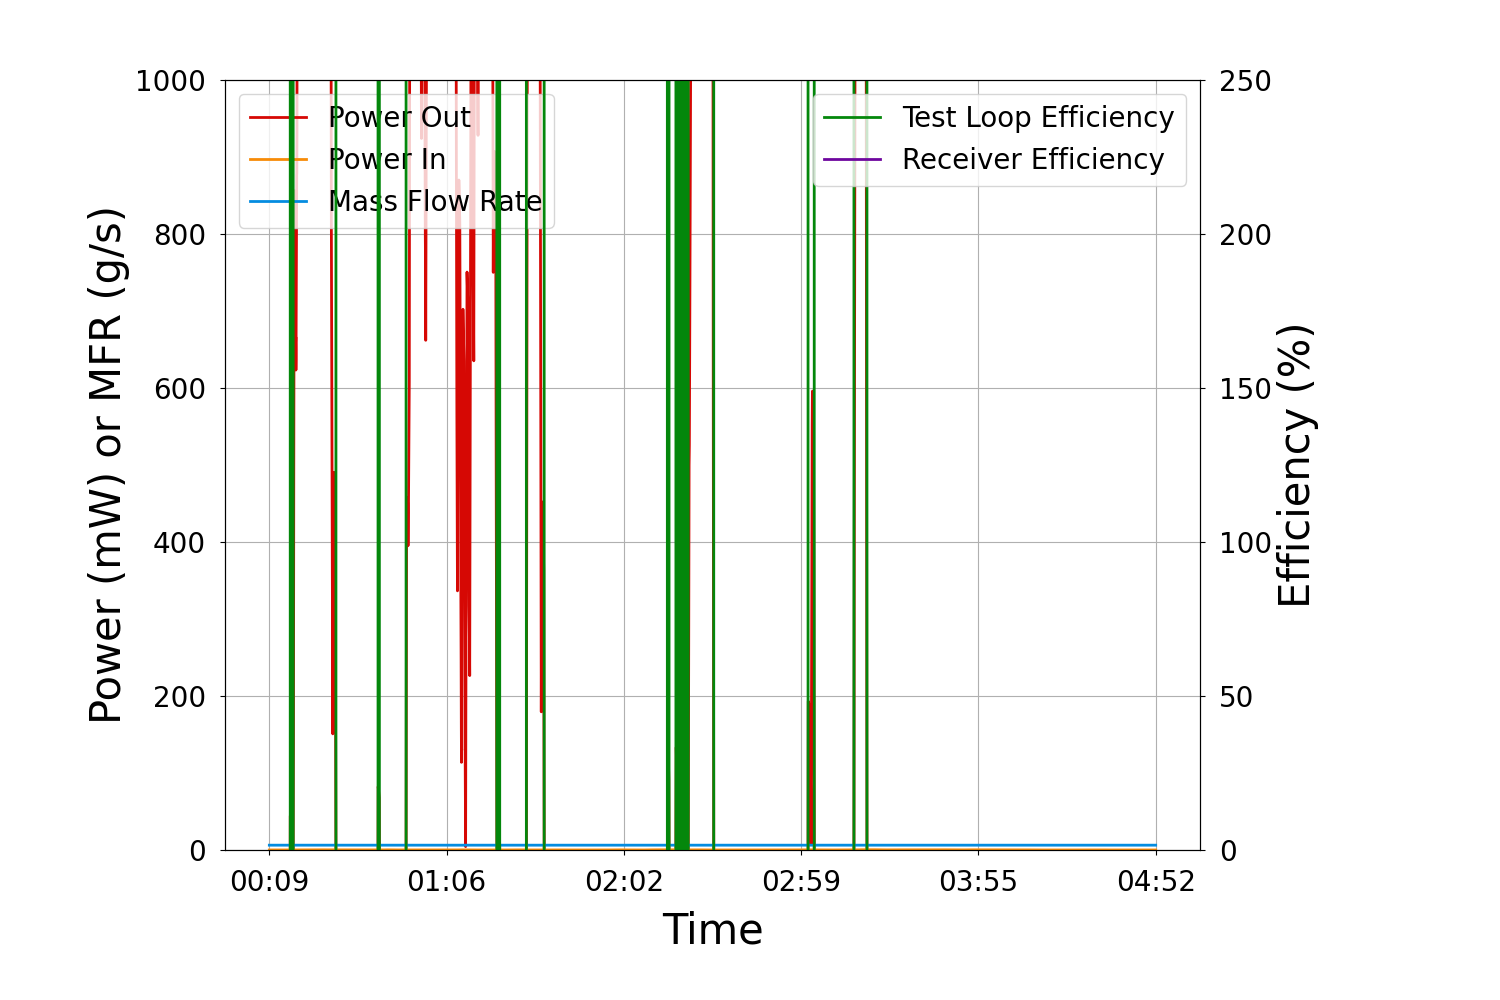 1000
800
600
400
200
0
Power (mW) or MFR (g/s)
Power Out
Power In
Mass Flow Rate
Test Loop Efficiency
Receiver Efficiency
250
200
150
100
50
0
Efficiency (%)
00:09 01:06 02:02 02:59 03:55 04:52
Time